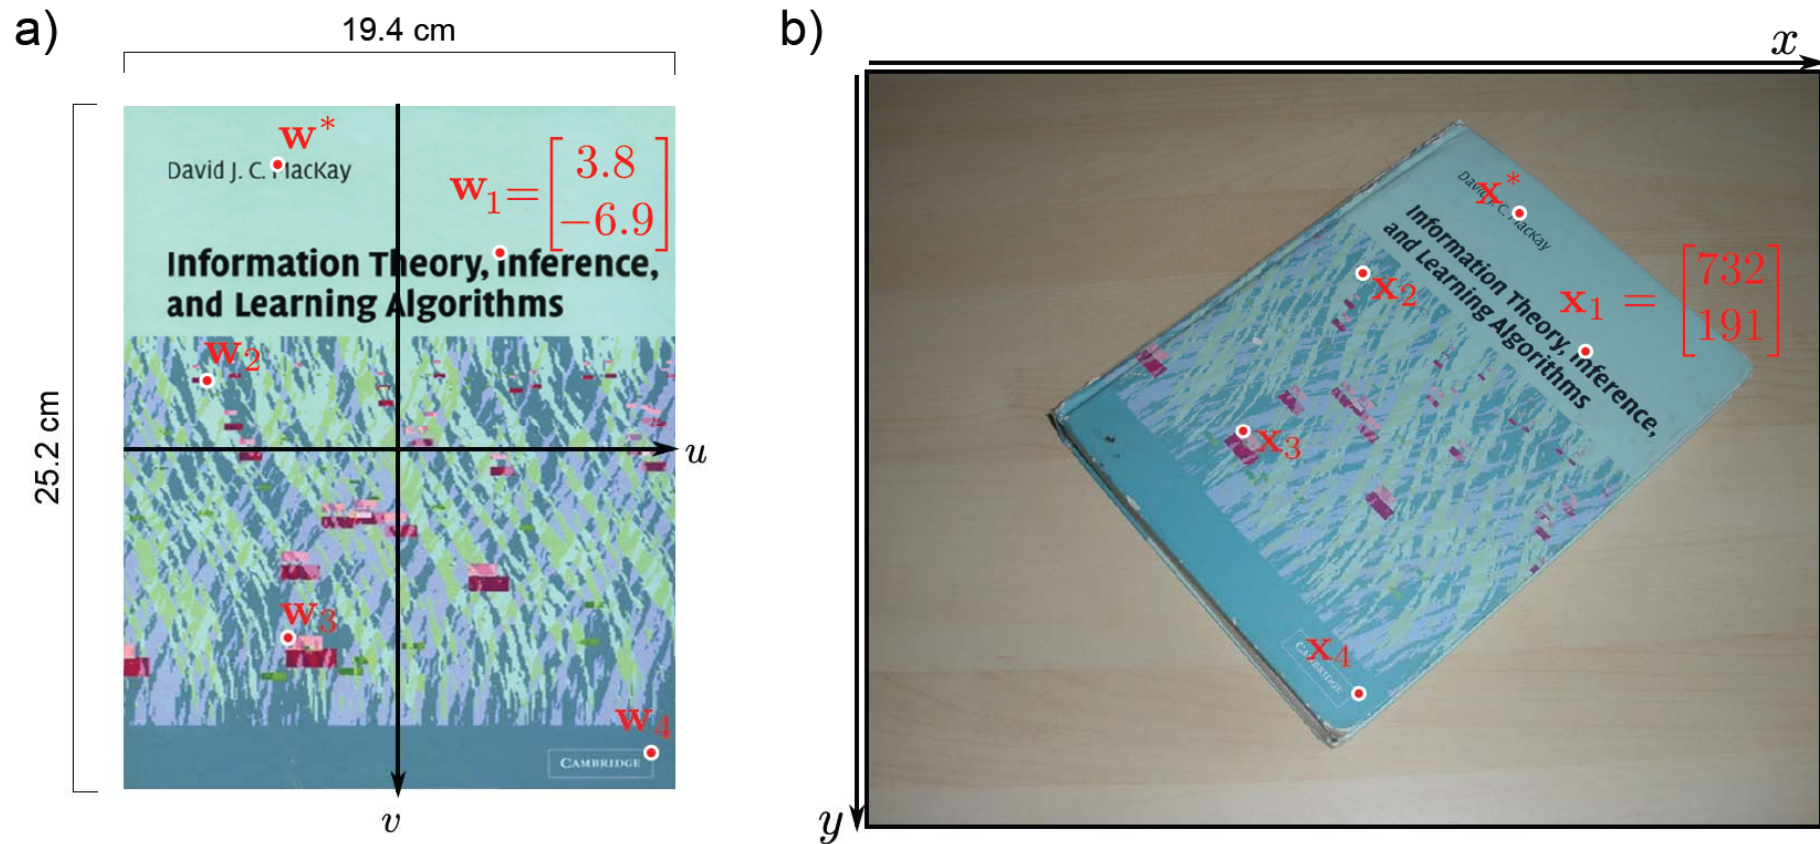 a)
19.4 cm
25.2 cm
w*
David J. C. MacKay
w₁= [3.8
−6.9]
Information Theory, Inference,
and Learning Algorithms
w₂
u
w₃
w₄
CAMBRIDGE
v
b)
x
y
x*
David J. C. MacKay
Information Theory, Inference,
and Learning Algorithms
x₁ = [732
191]
x₂
x₃
x₄
CAMBRIDGE